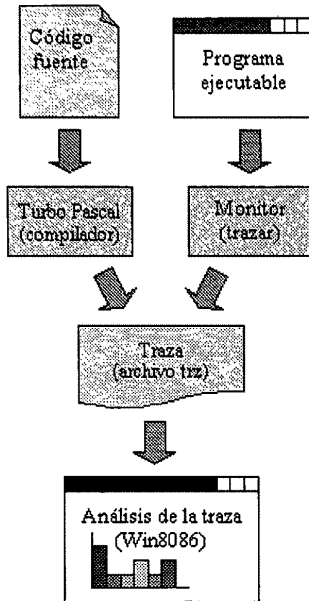 Código
fuente
Programa
ejecutable
Turbo Pascal
(compilador)
Monitor
(trazar)
Traza
(archivo trz)
Análisis de la traza
(Win8086)